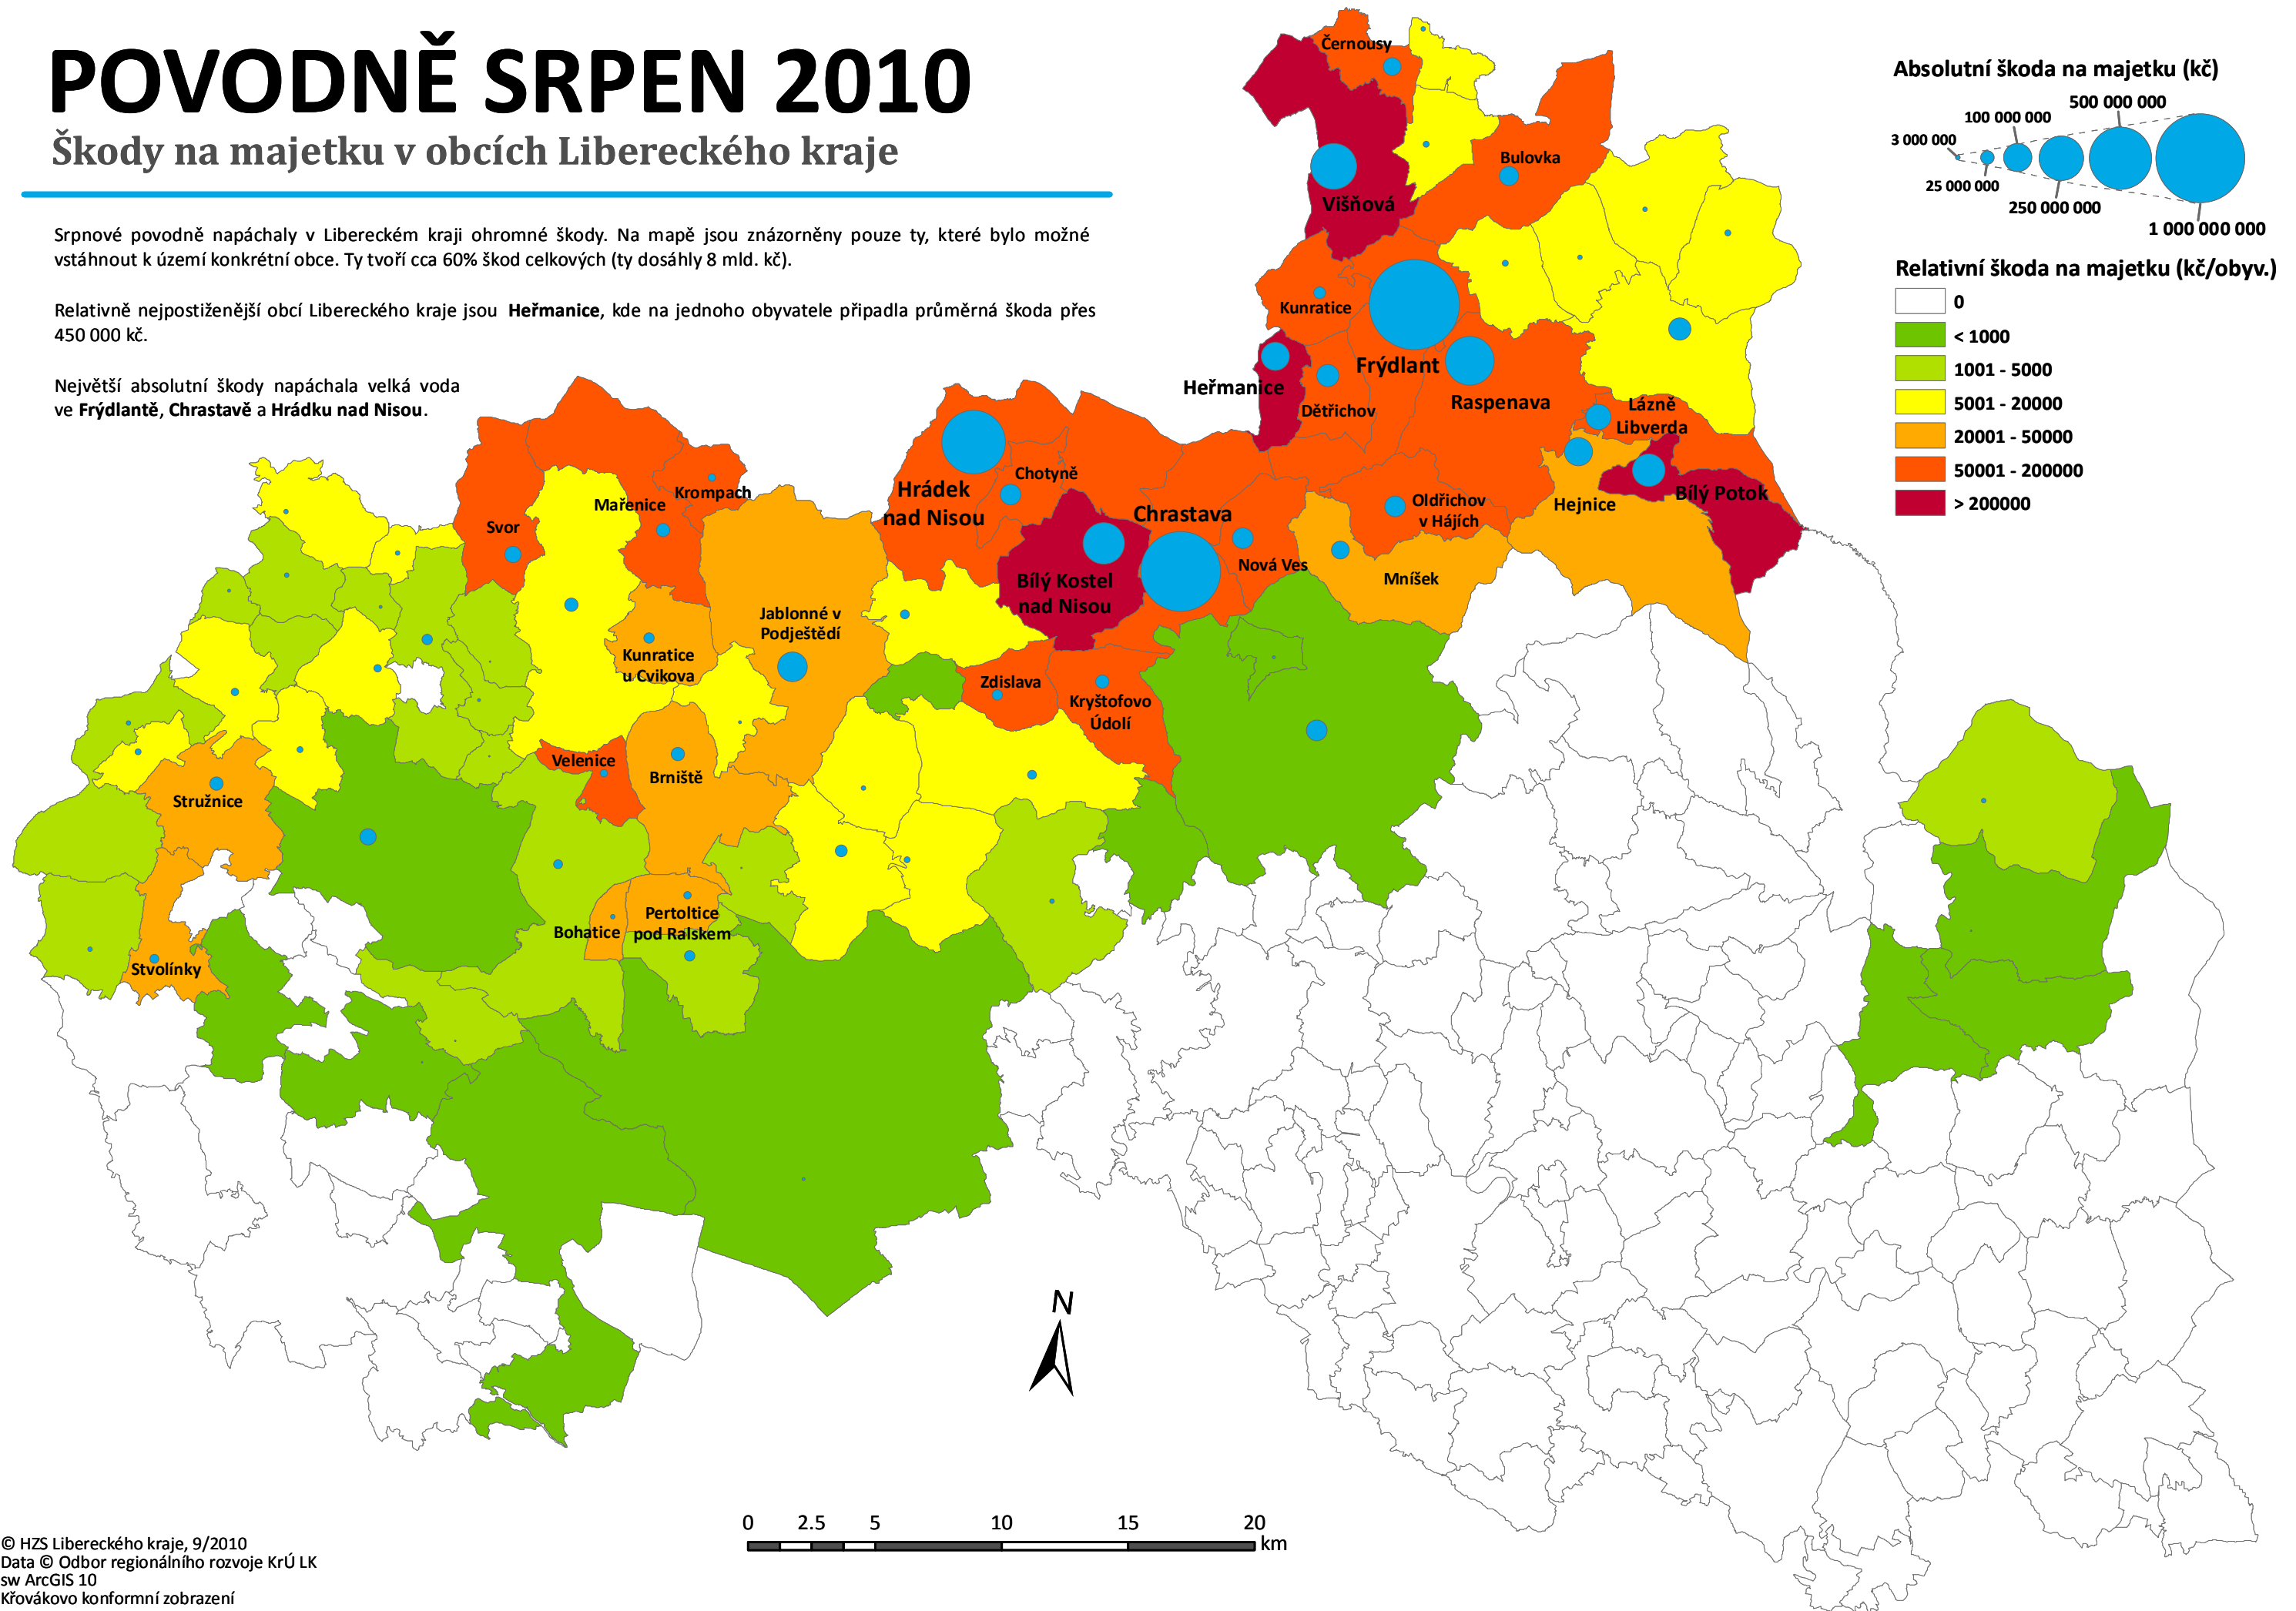 POVODNĚ SRPEN 2010
Škody na majetku v obcích Libereckého kraje
Srpnové povodně napáchaly v Libereckém kraji ohromné škody. Na mapě jsou znázorněny pouze ty, které bylo možné
vstáhnout k území konkrétní obce. Ty tvoří cca 60% škod celkových (ty dosáhly 8 mld. kč).
Relativně nejpostiženější obcí Libereckého kraje jsou Heřmanice, kde na jednoho obyvatele připadla průměrná škoda přes
450 000 kč.
Největší absolutní škody napáchala velká voda
ve Frýdlantě, Chrastavě a Hrádku nad Nisou.
Absolutní škoda na majetku (kč)
500 000 000
100 000 000
3 000 000
25 000 000
250 000 000
1 000 000 000
Relativní škoda na majetku (kč/obyv.)
0
< 1000
1001 - 5000
5001 - 20000
20001 - 50000
50001 - 200000
> 200000
Černousy
Bulovka
Višňová
Kunratice
Frýdlant
Heřmanice
Dětřichov
Raspenava
Lázně
Libverda
Bílý Potok
Hejnice
Oldřichov
v Hájích
Mníšek
Nová Ves
Chrastava
Chotyně
Hrádek
nad Nisou
Bílý Kostel
nad Nisou
Krompach
Mařenice
Svor
Jablonné v
Podještědí
Kunratice
u Cvikova
Zdislava
Kryštofovo
Údolí
Velenice
Brniště
Stružnice
Pertoltice
pod Ralskem
Bohatice
Stvolínky
N
0 2.5 5 10 15 20
km
© HZS Libereckého kraje, 9/2010
Data © Odbor regionálního rozvoje KrÚ LK
sw ArcGIS 10
Křovákovo konformní zobrazení